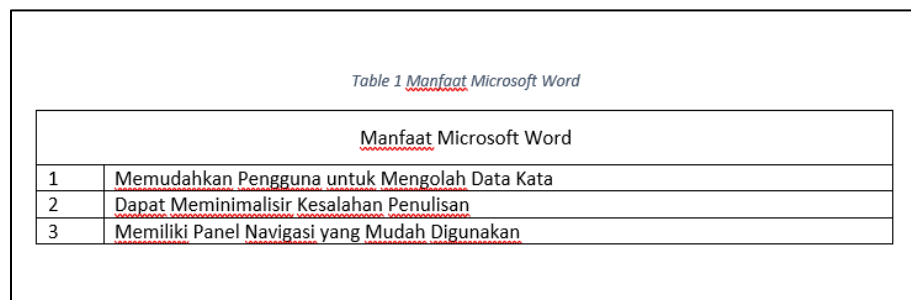 Table 1 Manfaat Microsoft Word
Manfaat Microsoft Word
1 Memudahkan Pengguna untuk Mengolah Data Kata
2 Dapat Meminimalisir Kesalahan Penulisan
3 Memiliki Panel Navigasi yang Mudah Digunakan